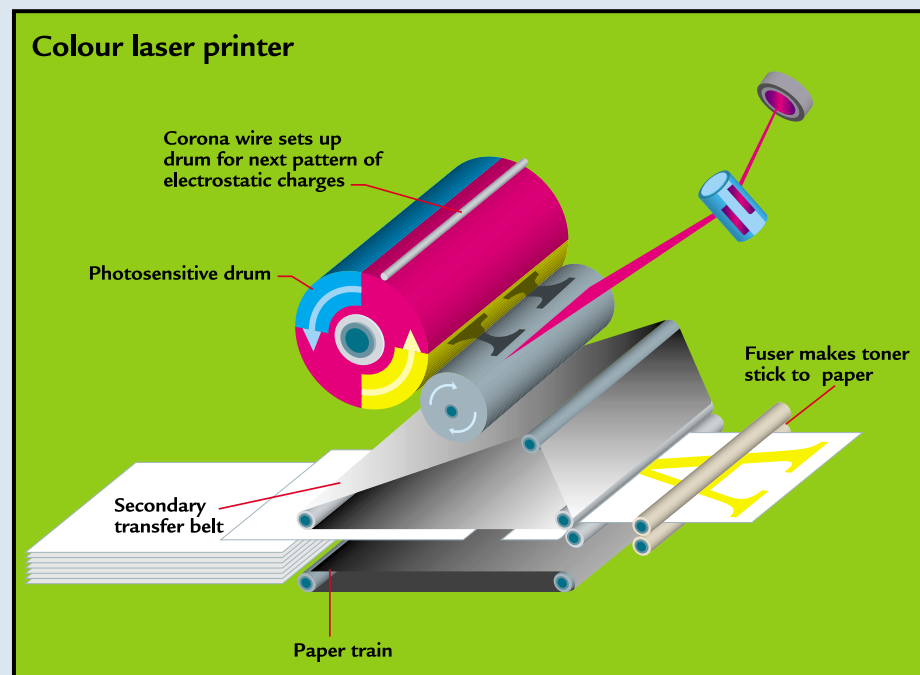 Colour laser printer
Corona wire sets up
drum for next pattern of
electrostatic charges
Photosensitive drum
Fuser makes toner
stick to paper
Secondary
transfer belt
Paper train
A